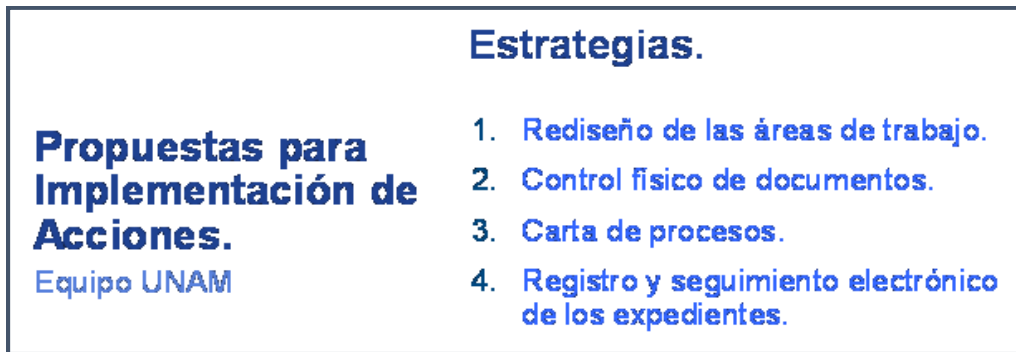 Propuestas para
Implementación de
Acciones.
Equipo UNAM
Estrategias.
1. Rediseño de las áreas de trabajo.
2. Control físico de documentos.
3. Carta de procesos.
4. Registro y seguimiento electrónico
de los expedientes.